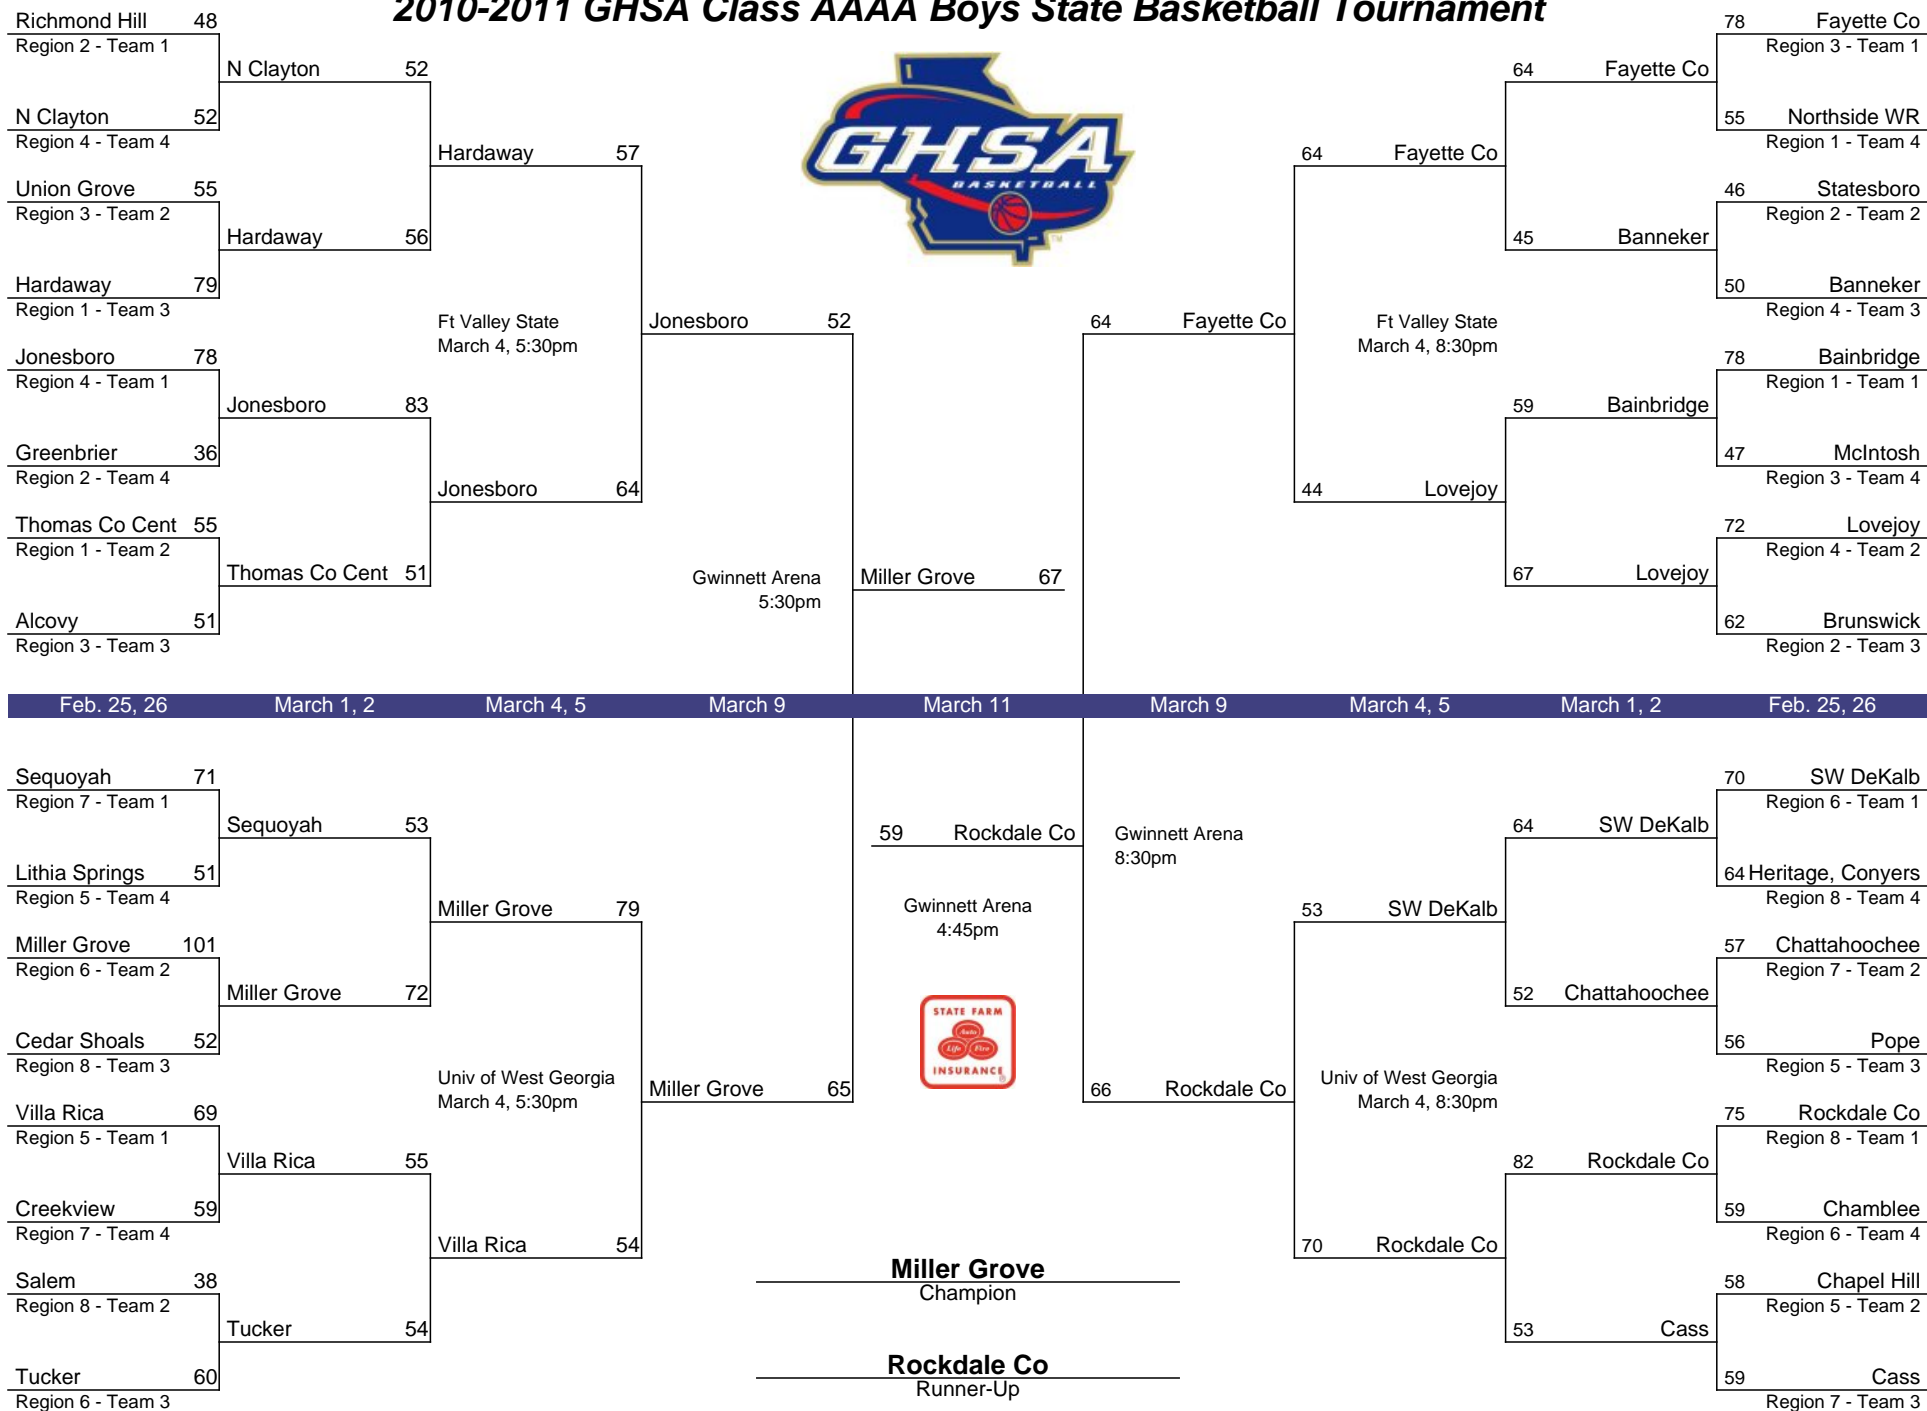 2010-2011 GHSA Class AAAA Boys State Basketball Tournament
Richmond Hill 48
Region 2 - Team 1
N Clayton 52
N Clayton 52
Region 4 - Team 4
Hardaway 57
Union Grove 55
Region 3 - Team 2
Hardaway 56
Hardaway 79
Region 1 - Team 3
Ft Valley State
March 4, 5:30pm
Jonesboro 52
Jonesboro 78
Region 4 - Team 1
Jonesboro 83
Greenbrier 36
Region 2 - Team 4
Jonesboro 64
Thomas Co Cent 55
Region 1 - Team 2
Thomas Co Cent 51
Alcovy 51
Region 3 - Team 3
Gwinnett Arena
5:30pm
Miller Grove 67
GHSA
BASKETBALL
TM
78 Fayette Co
Region 3 - Team 1
64 Fayette Co
55 Northside WR
Region 1 - Team 4
64 Fayette Co
46 Statesboro
Region 2 - Team 2
45 Banneker
50 Banneker
Region 4 - Team 3
64 Fayette Co
Ft Valley State
March 4, 8:30pm
78 Bainbridge
Region 1 - Team 1
59 Bainbridge
47 McIntosh
Region 3 - Team 4
44 Lovejoy
72 Lovejoy
Region 4 - Team 2
67 Lovejoy
62 Brunswick
Region 2 - Team 3
Feb. 25, 26 March 1, 2 March 4, 5 March 9 March 11 March 9 March 4, 5 March 1, 2 Feb. 25, 26
Sequoyah 71
Region 7 - Team 1
Sequoyah 53
Lithia Springs 51
Region 5 - Team 4
Miller Grove 79
Miller Grove 101
Region 6 - Team 2
Miller Grove 72
Cedar Shoals 52
Region 8 - Team 3
Univ of West Georgia
March 4, 5:30pm
Miller Grove 65
Villa Rica 69
Region 5 - Team 1
Villa Rica 55
Creekview 59
Region 7 - Team 4
Villa Rica 54
Salem 38
Region 8 - Team 2
Tucker 54
Tucker 60
Region 6 - Team 3
59 Rockdale Co
Gwinnett Arena
8:30pm
Gwinnett Arena
4:45pm
STATE FARM
Auto
Life Fire
INSURANCE
®
70 SW DeKalb
Region 6 - Team 1
64 SW DeKalb
64 Heritage, Conyers
Region 8 - Team 4
53 SW DeKalb
57 Chattahoochee
Region 7 - Team 2
52 Chattahoochee
56 Pope
Region 5 - Team 3
66 Rockdale Co
Univ of West Georgia
March 4, 8:30pm
75 Rockdale Co
Region 8 - Team 1
82 Rockdale Co
59 Chamblee
Region 6 - Team 4
70 Rockdale Co
58 Chapel Hill
Region 5 - Team 2
53 Cass
59 Cass
Region 7 - Team 3
Miller Grove
Champion
Rockdale Co
Runner-Up